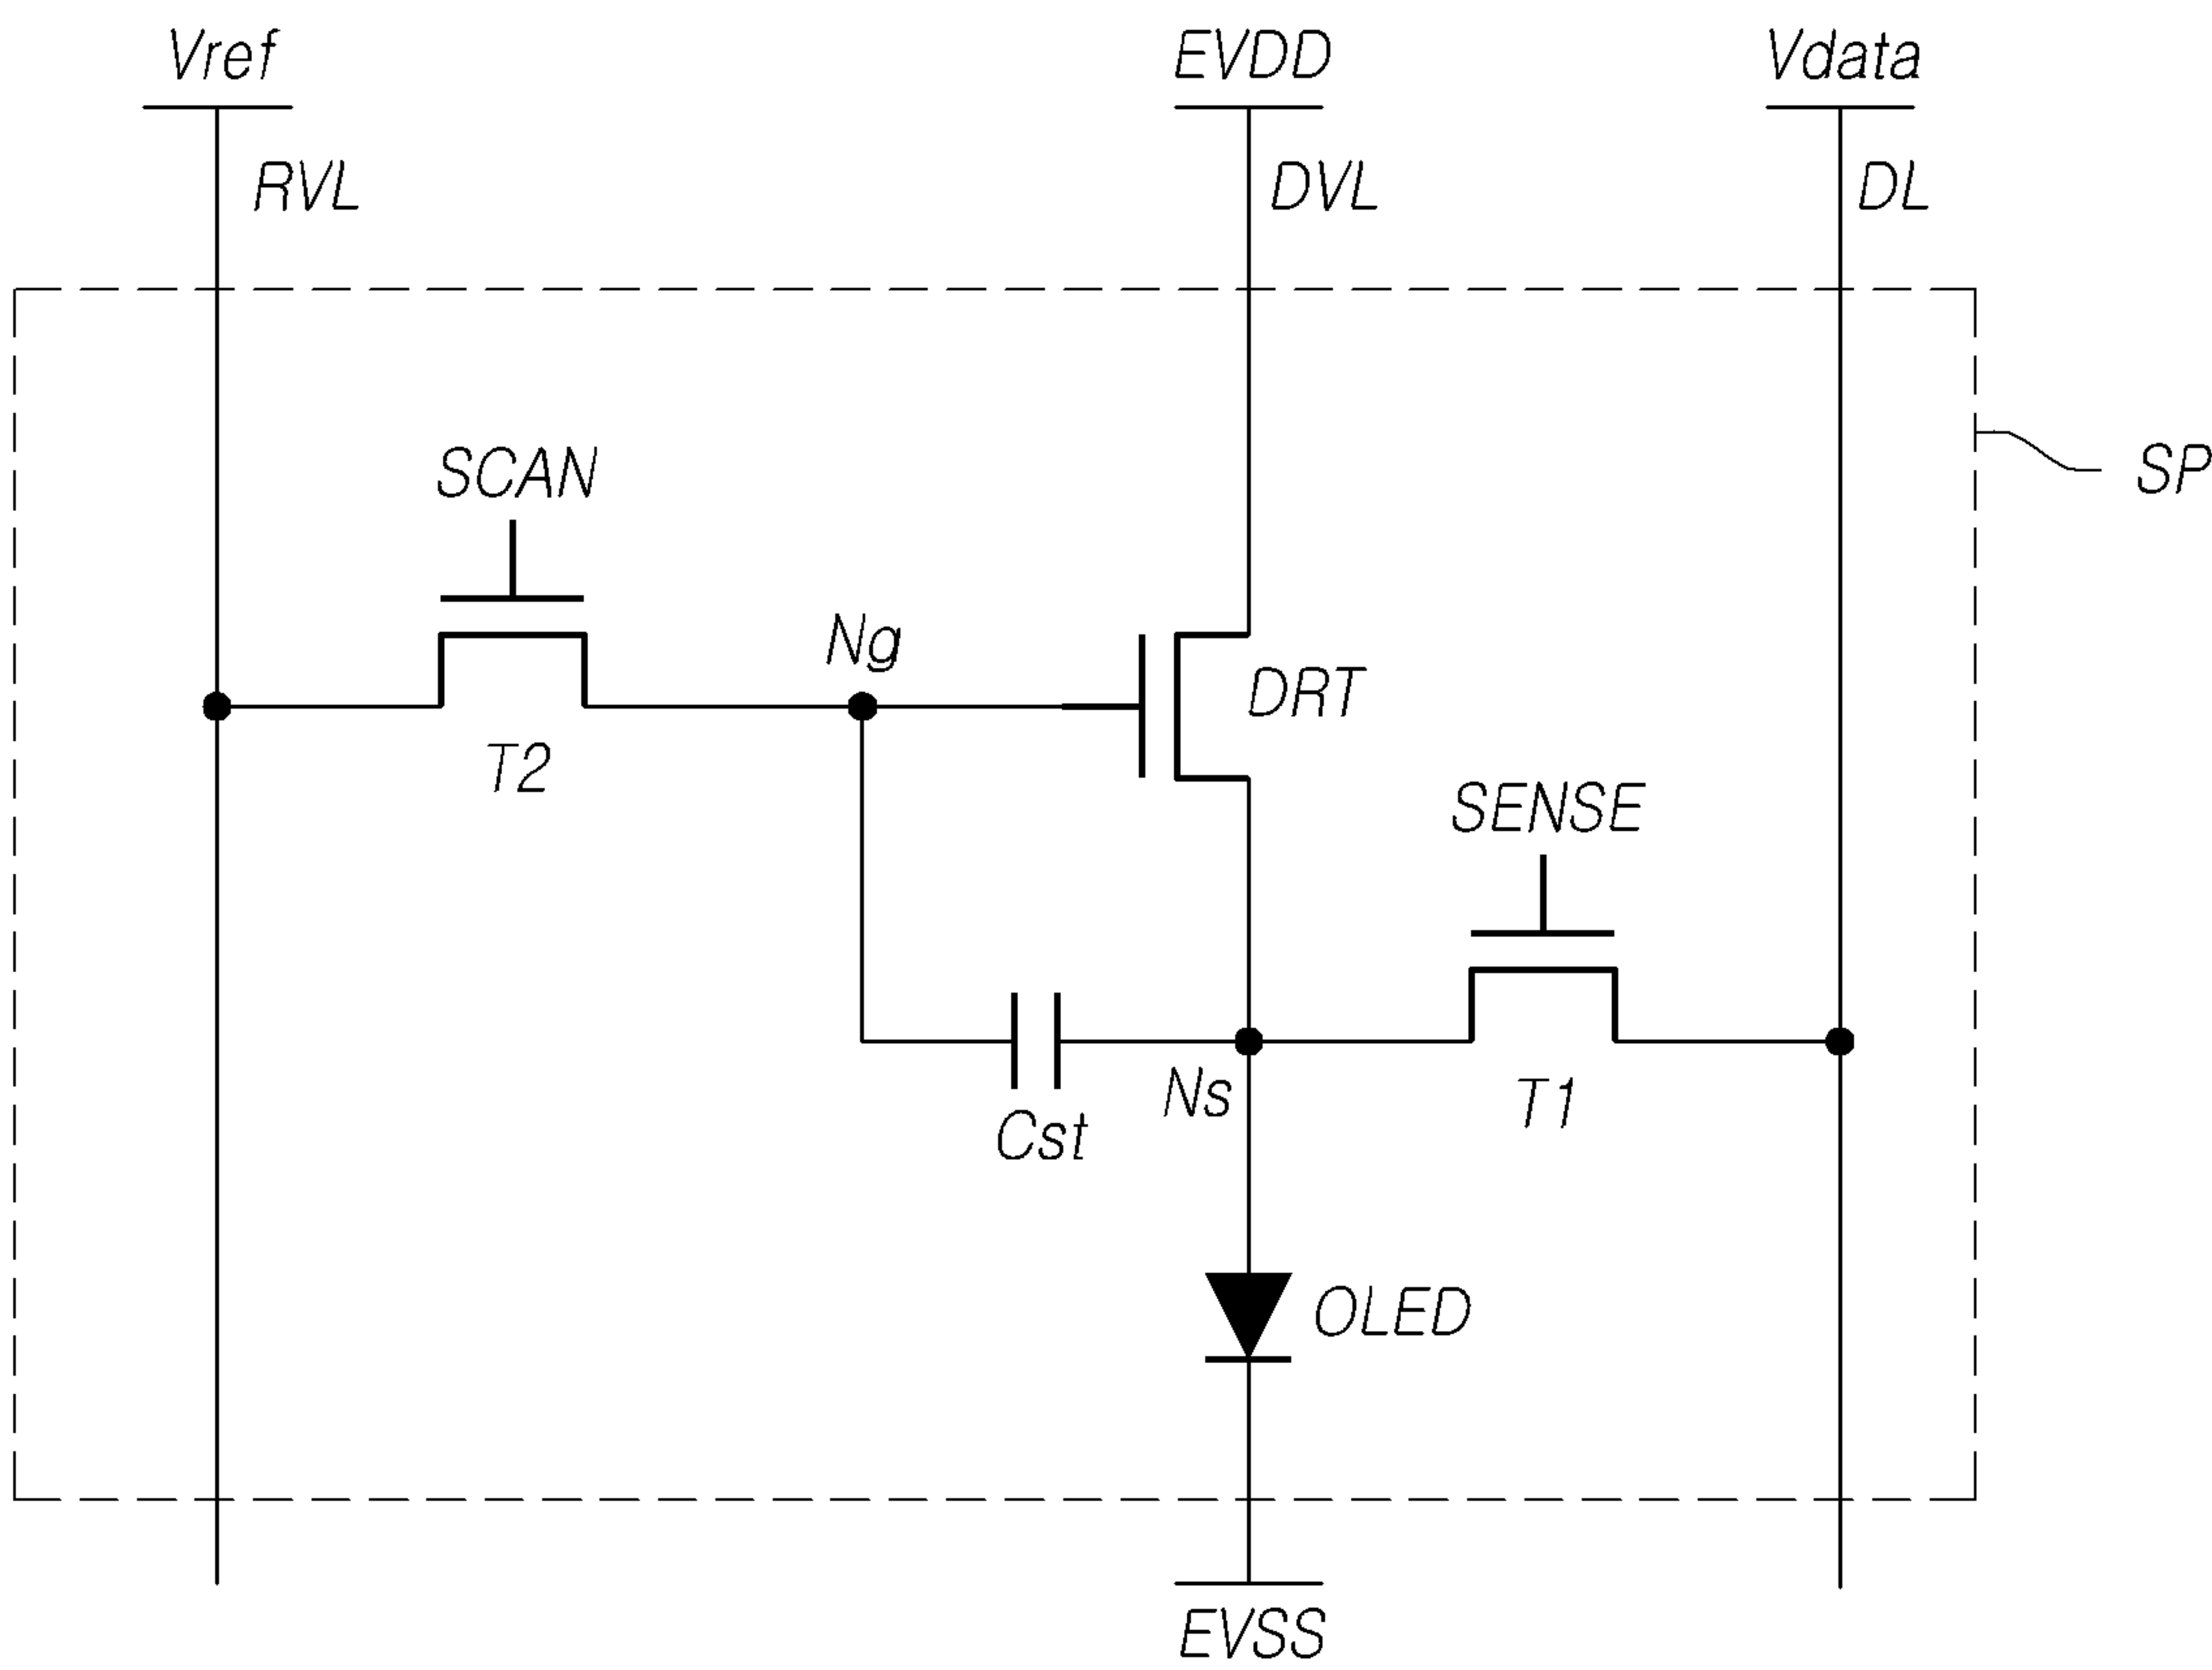 Vref
EVDD
Vdata
RVL
DVL
DL
SCAN
SP
Ng
DRT
T2
SENSE
Ns
T1
Cst
OLED
EVSS